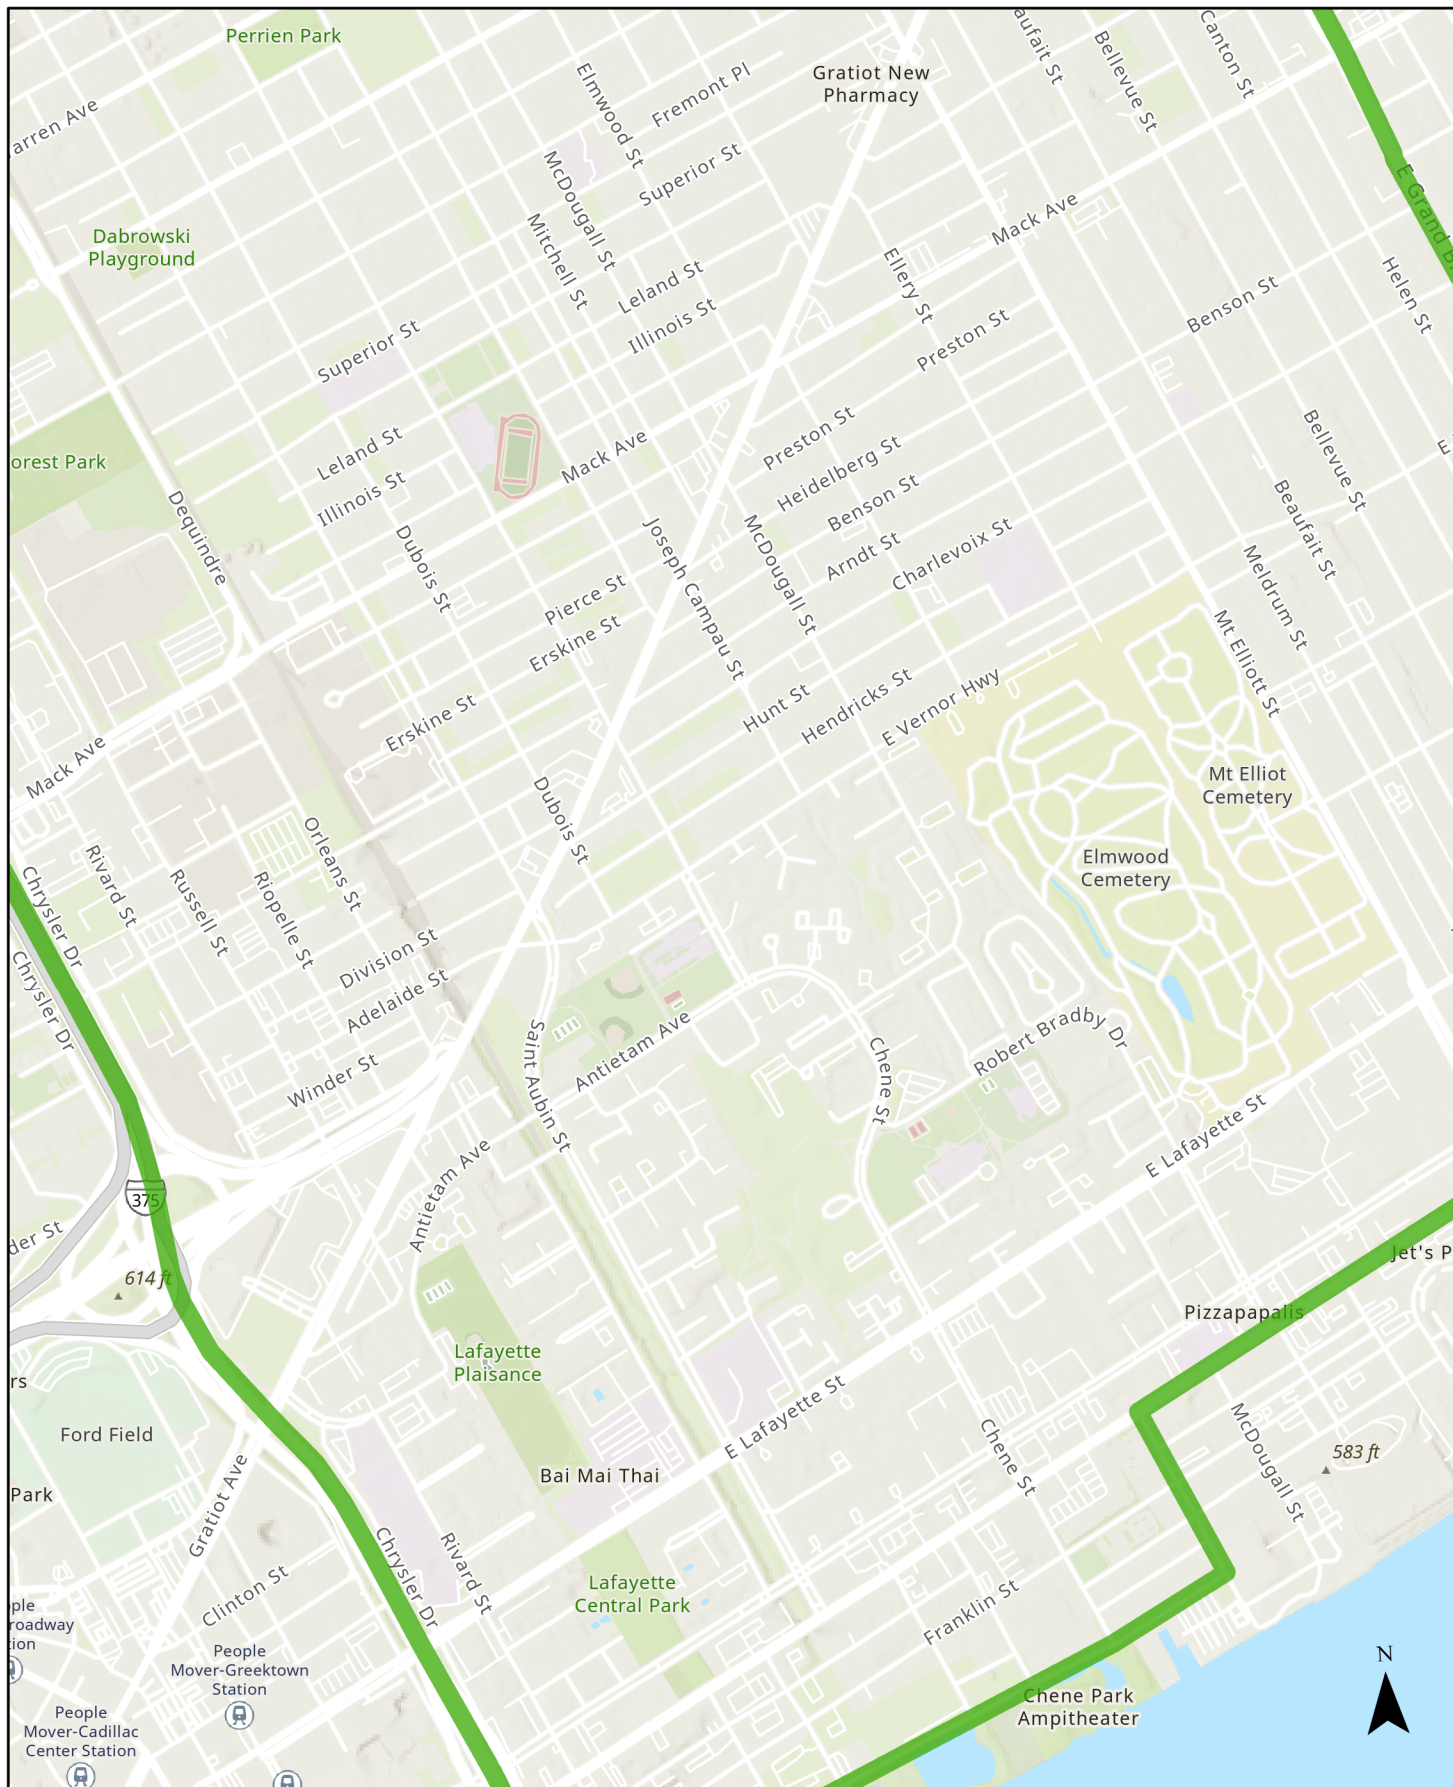 Perrien Park
arren Ave
Elmwood St
Fremont Pl
Gratiot New
Pharmacy
aufait St
Bellevue St
Canton St
McDougall St
Superior St
E Grand B
Mitchell St
Mack Ave
Dabrowski
Playground
Leland St
Ellery St
Helen St
Illinois St
Preston St
Benson St
Superior St
Preston St
Bellevue St
orest Park
Leland St
Mack Ave
Heidelberg St
E
Illinois St
Benson St
Beaufait St
Dequindre
Dubois St
Joseph Campau St
McDougall St
Arndt St
Charlevoix St
Meldrum St
Pierce St
Erskine St
Mt Elliott St
Hunt St
Hendricks St
E Vernor Hwy
Erskine St
Mack Ave
Mt Elliot
Cemetery
Dubois St
Orleans St
Elmwood
Cemetery
Rivard St
Russell St
Riopelle St
Chrysler Dr
Chrysler Dr
Division St
Adelaide St
Saint Aubin St
Antietam Ave
Chene St
Robert Bradby Dr
Winder St
E Lafayette St
Antietam Ave
375
der St
614 ft
Jet's P
Pizzapapalis
Lafayette
Plaisance
rs
Ford Field
E Lafayette St
McDougall St
Chene St
583 ft
Bai Mai Thai
Park
Gratiot Ave
Chrysler Dr
Rivard St
Clinton St
Lafayette
Central Park
Franklin St
ople
roadway
tion
People
Mover-Greektown
Station
N
Chene Park
Ampitheater
People
Mover-Cadillac
Center Station